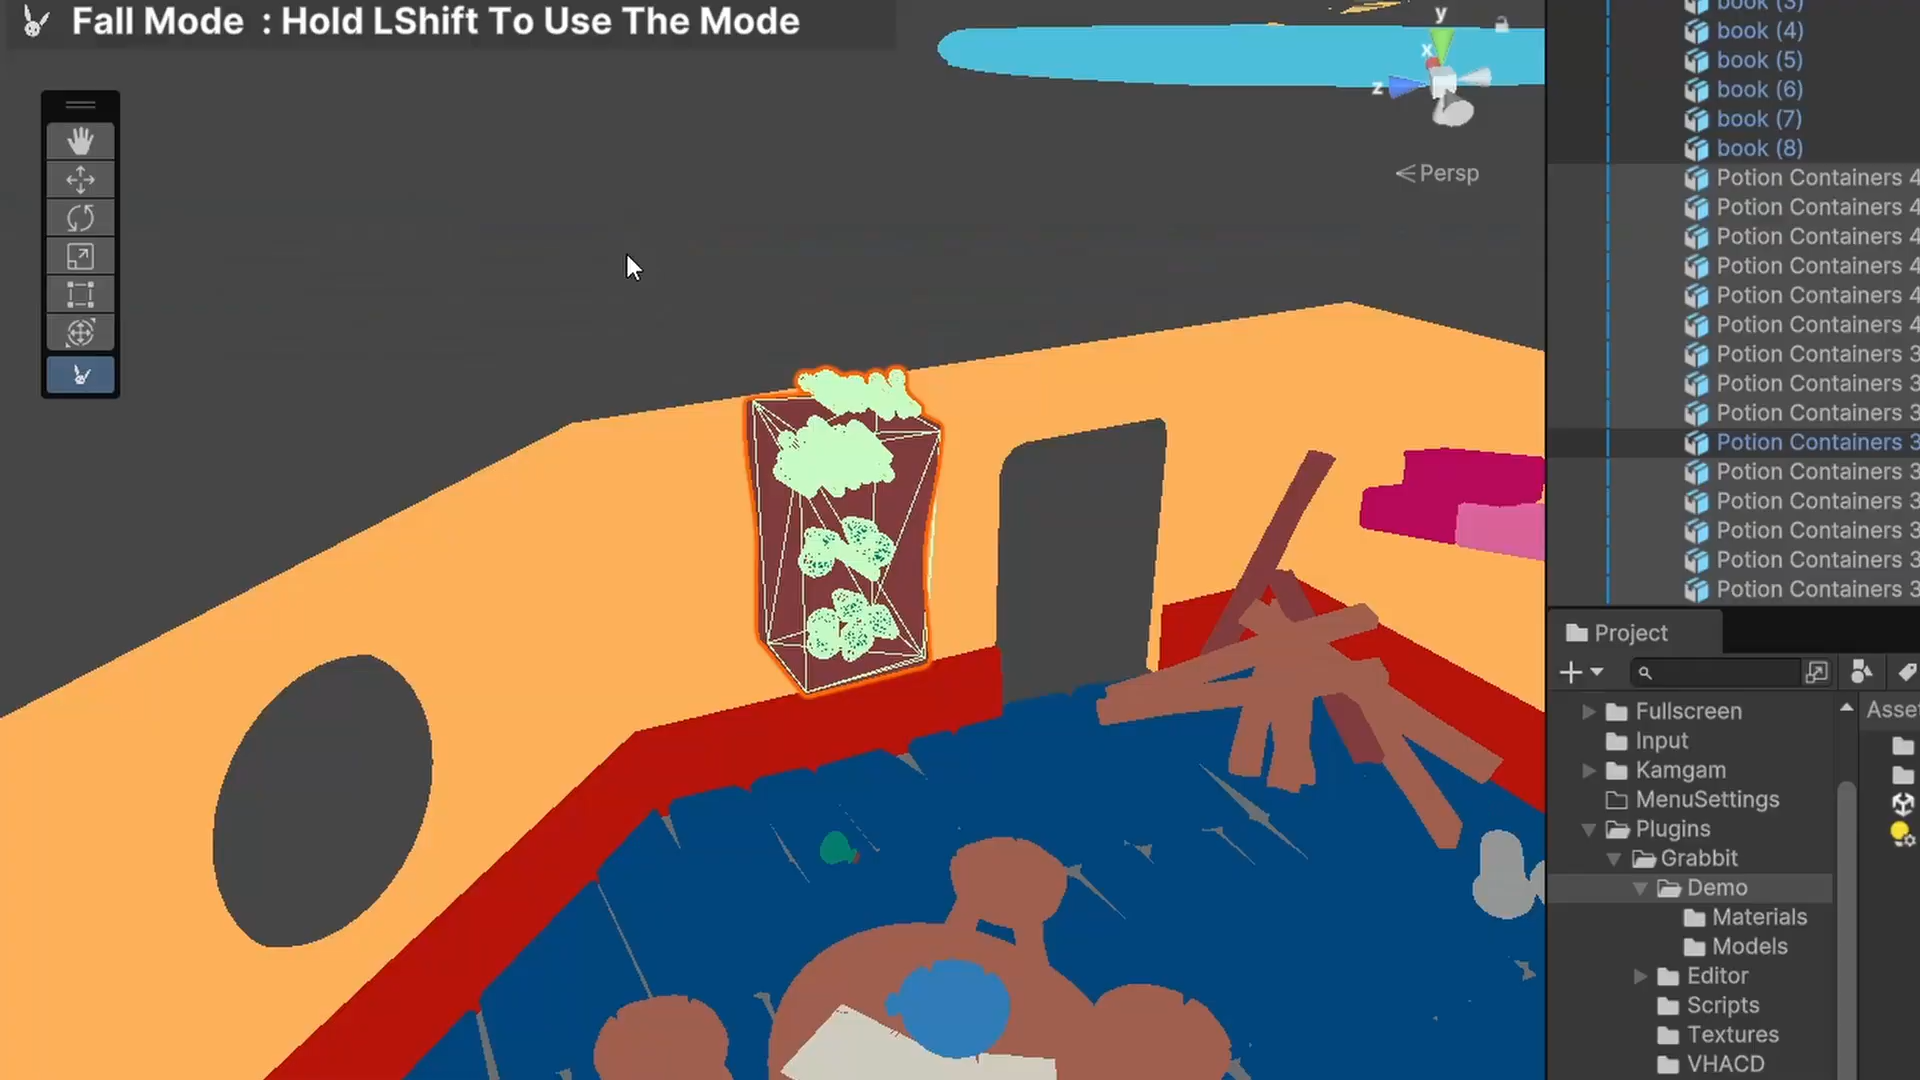 Fall Mode : Hold LShift To Use The Mode
y
x
z
Persp
book (3)
book (4)
book (5)
book (6)
book (7)
book (8)
Potion Containers 4
Potion Containers 4
Potion Containers 4
Potion Containers 4
Potion Containers 4
Potion Containers 4
Potion Containers 3
Potion Containers 3
Potion Containers 3
Potion Containers 3
Potion Containers 3
Potion Containers 3
Potion Containers 3
Potion Containers 3
Potion Containers 3
Project
Fullscreen
Input
Kamgam
MenuSettings
Plugins
Grabbit
Demo
Materials
Models
Editor
Scripts
Textures
VHACD
Asset